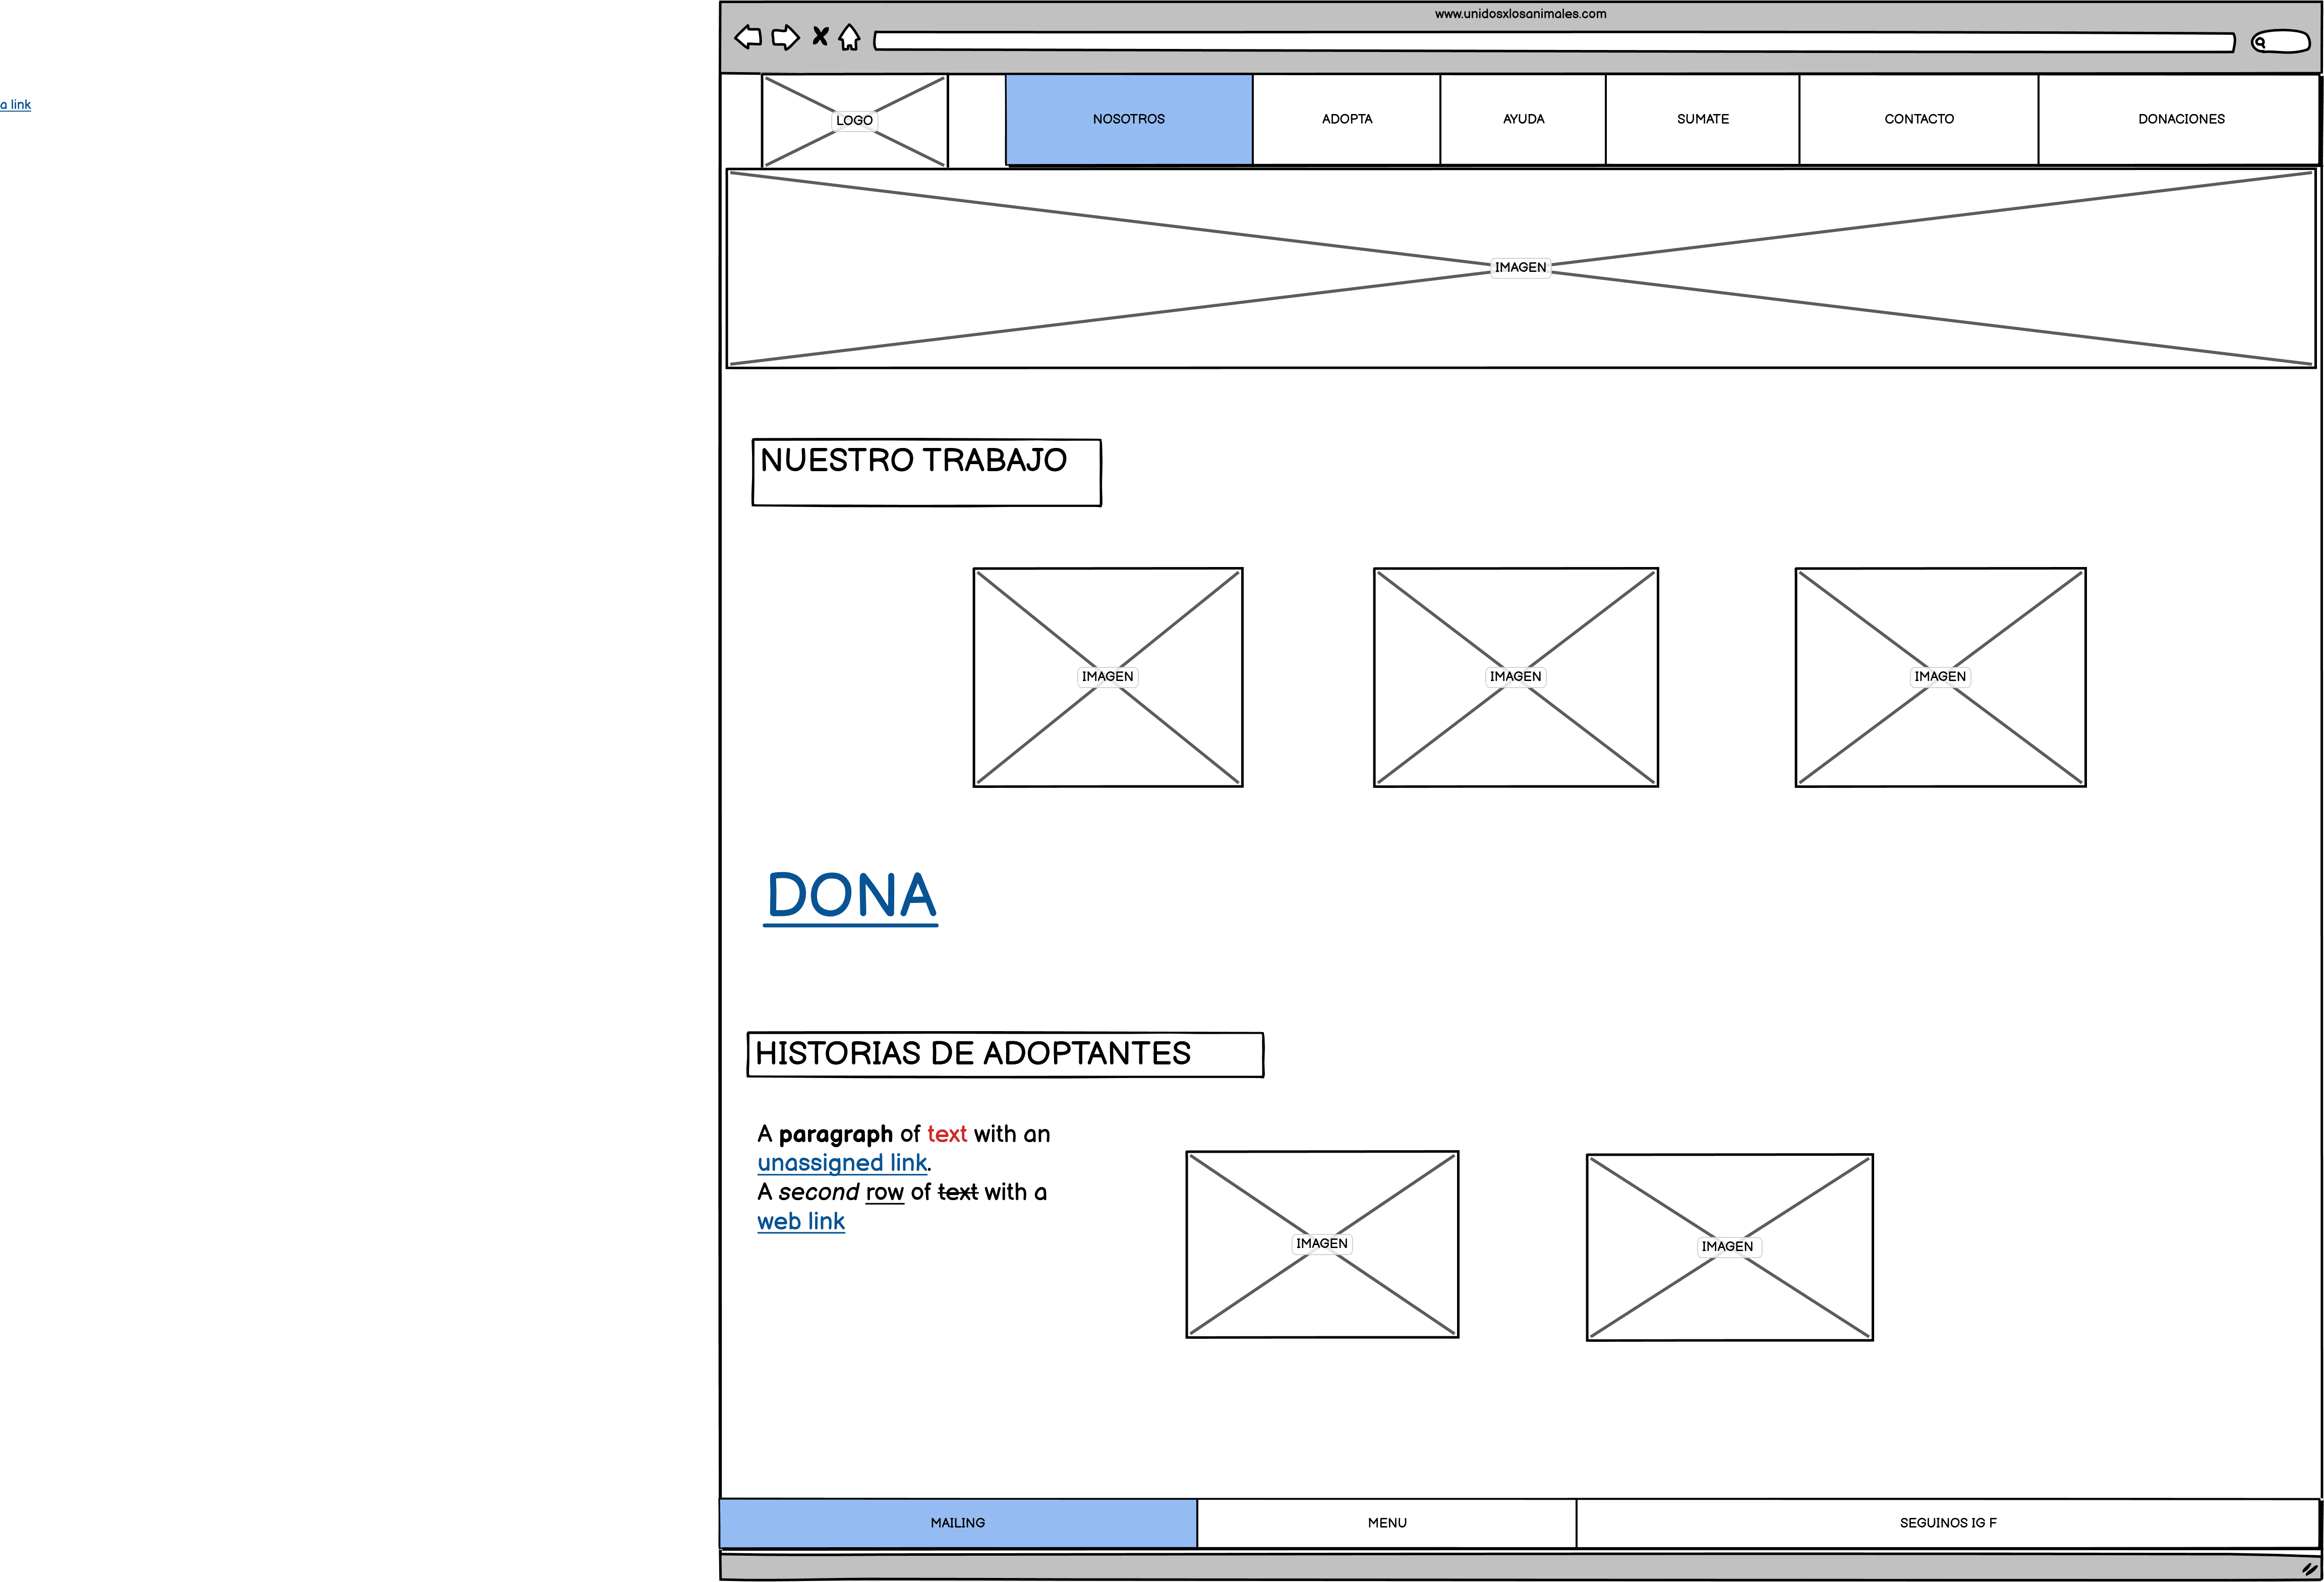 www.unidosxlosanimales.com
a link
LOGO
NOSOTROS ADOPTA AYUDA SUMATE CONTACTO DONACIONES
IMAGEN
NUESTRO TRABAJO
IMAGEN IMAGEN IMAGEN
DONA
HISTORIAS DE ADOPTANTES
A paragraph of text with an
unassigned link.
A second row of text with a
web link
IMAGEN IMAGEN
MAILING MENU SEGUINOS IG F